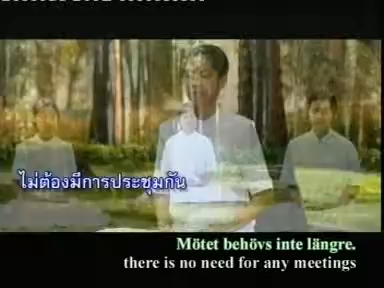 ไม่ต้องมีการประชุมกัน
Mötet behövs inte längre.
there is no need for any meetings